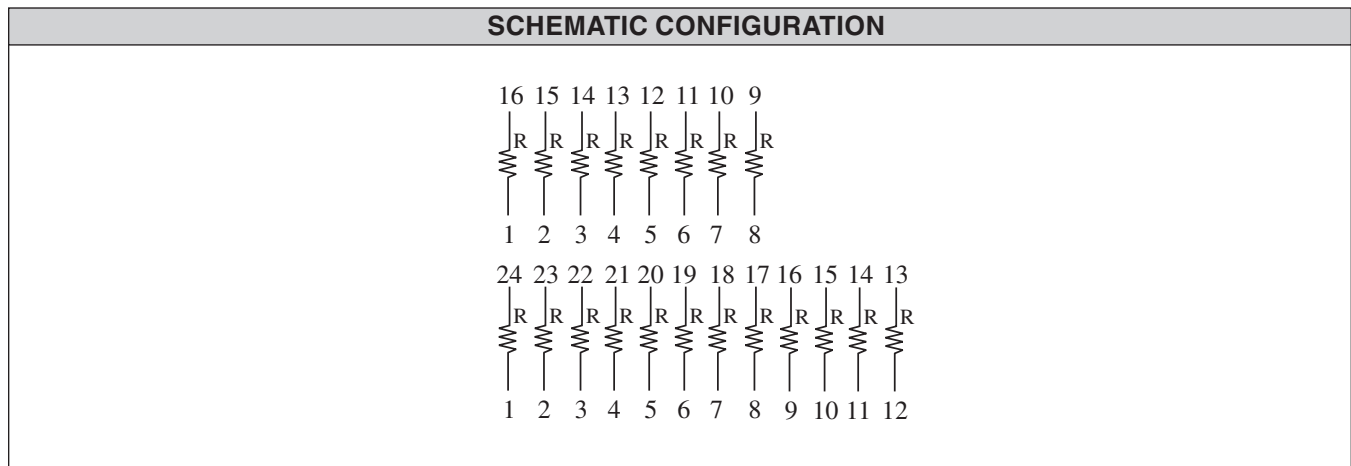 SCHEMATIC CONFIGURATION
16 15 14 13 12 11 10 9
R R R R R R R R
1 2 3 4 5 6 7 8
24 23 22 21 20 19 18 17 16 15 14 13
R R R R R R R R R R R R
1 2 3 4 5 6 7 8 9 10 11 12